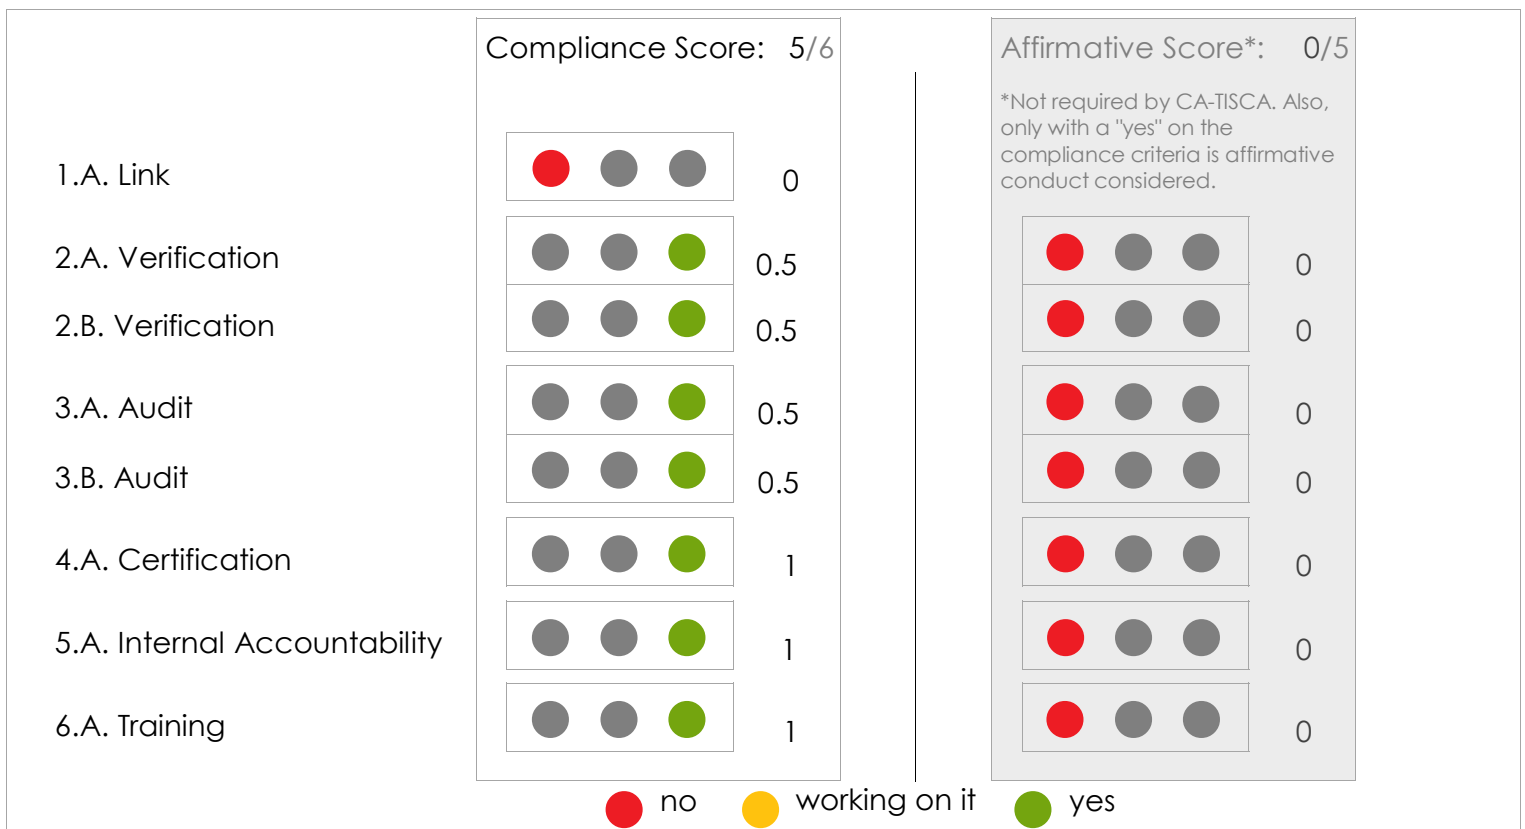 Compliance Score: 5/6
Affirmative Score*: 0/5
*Not required by CA-TISCA. Also,
only with a "yes" on the
compliance criteria is affirmative
conduct considered.
1.A. Link 0
2.A. Verification 0.5 0
2.B. Verification 0.5 0
3.A. Audit 0.5 0
3.B. Audit 0.5 0
4.A. Certification 1 0
5.A. Internal Accountability 1 0
6.A. Training 1 0
no working on it yes